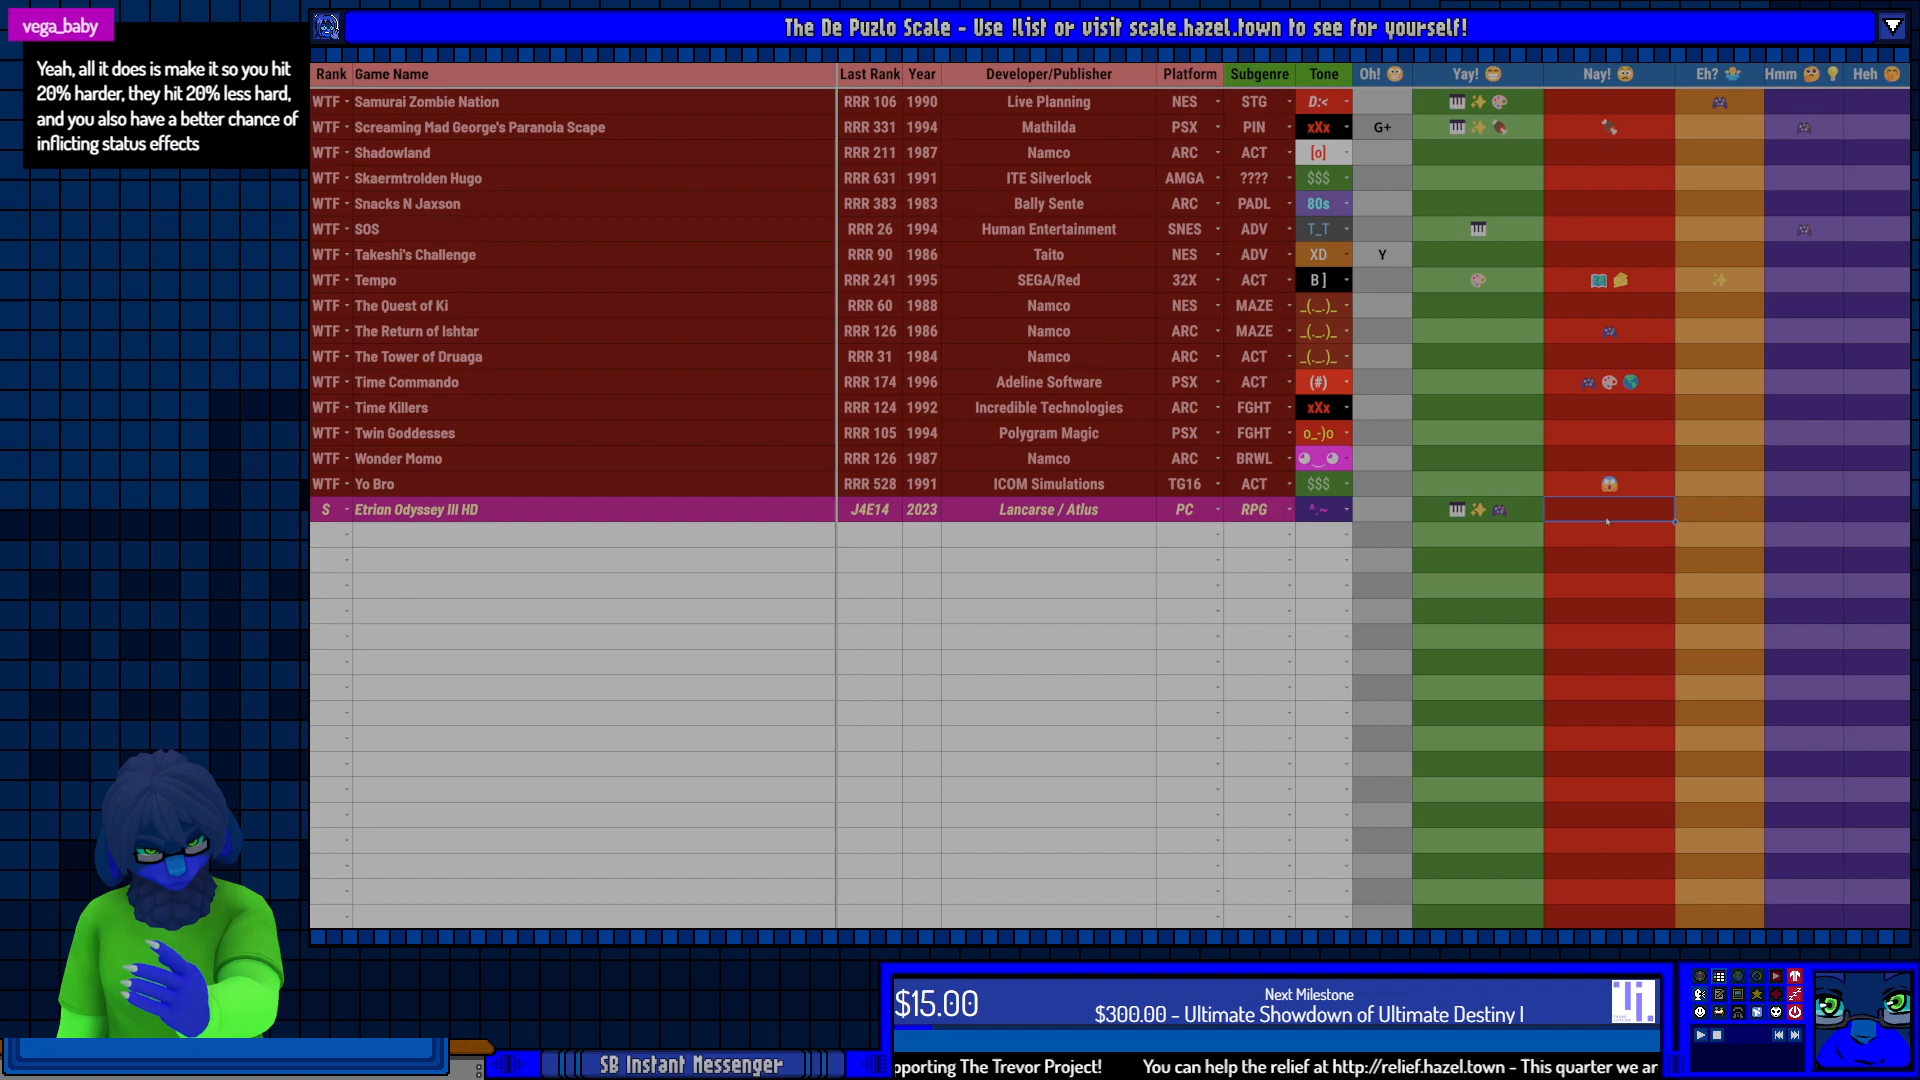 vega_baby
Yeah, all it does is make it so you hit
20% harder, they hit 20% less hard,
and you also have a better chance of
inflicting status effects
The De Puzlo Scale - Use !list or visit scale.hazel.town to see for yourself!
Rank Game Name Last Rank Year Developer/Publisher Platform Subgenre Tone Oh! Yay! Nay! Eh? Hmm Heh
WTF Samurai Zombie Nation RRR 106 1990 Live Planning NES STG D:<
WTF Screaming Mad George's Paranoia Scape RRR 331 1994 Mathilda PSX PIN xXx G+
WTF Shadowland RRR 211 1987 Namco ARC ACT [o]
WTF Skaermtrolden Hugo RRR 631 1991 ITE Silverlock AMGA ???? $$$
WTF Snacks N Jaxson RRR 383 1983 Bally Sente ARC PADL 80s
WTF SOS RRR 26 1994 Human Entertainment SNES ADV T_T
WTF Takeshi's Challenge RRR 90 1986 Taito NES ADV XD Y
WTF Tempo RRR 241 1995 SEGA/Red 32X ACT B]
WTF The Quest of Ki RRR 60 1988 Namco NES MAZE _(._.)_
WTF The Return of Ishtar RRR 126 1986 Namco ARC MAZE _(._.)_
WTF The Tower of Druaga RRR 31 1984 Namco ARC ACT _(._.)_
WTF Time Commando RRR 174 1996 Adeline Software PSX ACT (#)
WTF Time Killers RRR 124 1992 Incredible Technologies ARC FGHT xXx
WTF Twin Goddesses RRR 105 1994 Polygram Magic PSX FGHT o_-)o
WTF Wonder Momo RRR 126 1987 Namco ARC BRWL
WTF Yo Bro RRR 528 1991 ICOM Simulations TG16 ACT $$$
S Etrian Odyssey III HD J4E14 2023 Lancarse / Atlus PC RPG ^.~
$15.00
Next Milestone
$300.00 - Ultimate Showdown of Ultimate Destiny I
SB Instant Messenger
pporting The Trevor Project! You can help the relief at http://relief.hazel.town - This quarter we ar